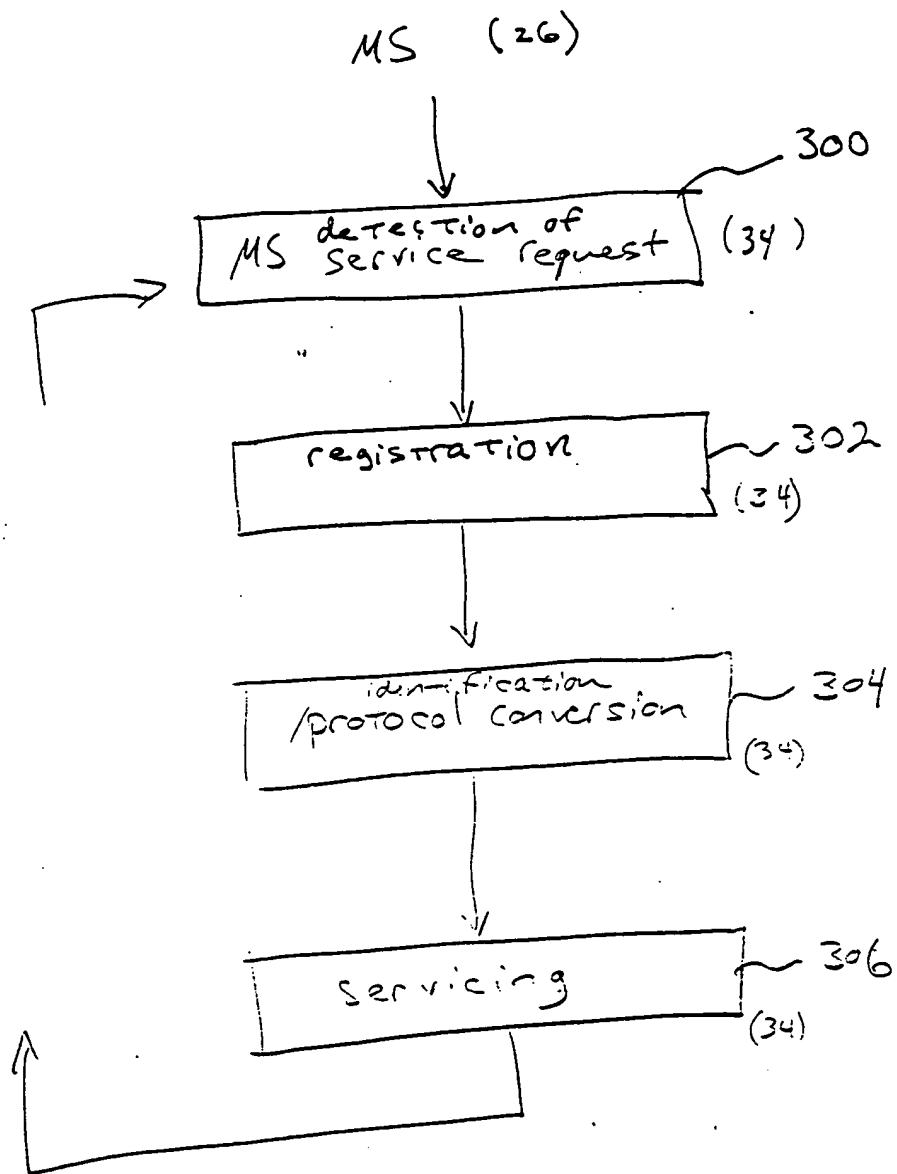 MS (26)
300
detection of
MS service request (34)
registration
302
(34)
identification
/protocol conversion
304
(34)
servicing
306
(34)